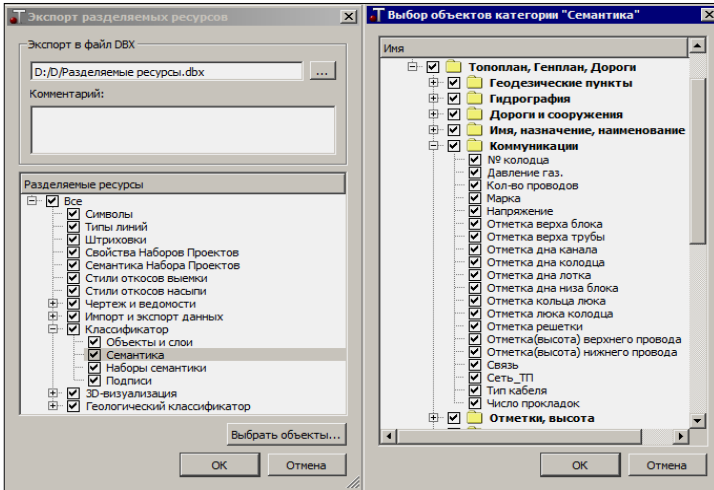 Экспорт разделяемых ресурсов
Экспорт в файл DBX
D:/D/Разделяемые ресурсы.dbx
...
Комментарий:
Разделяемые ресурсы
Все
Символы
Типы линий
Штриховки
Свойства Наборов Проектов
Семантика Набора Проектов
Стили откосов выемки
Стили откосов насыпи
Чертеж и ведомости
Импорт и экспорт данных
Классификатор
Объекты и слои
Семантика
Наборы семантики
Подписи
3D-визуализация
Геологический классификатор
Выбрать объекты...
OK
Отмена
Выбор объектов категории "Семантика"
Имя
Топоплан, Генплан, Дороги
Геодезические пункты
Гидрография
Дороги и сооружения
Имя, назначение, наименование
Коммуникации
№ колодца
Давление газ.
Кол-во проводов
Марка
Напряжение
Отметка верха блока
Отметка верха трубы
Отметка дна канала
Отметка дна колодца
Отметка дна лотка
Отметка дна низа блока
Отметка кольца люка
Отметка люка колодца
Отметка решетки
Отметка(высота) верхнего провода
Отметка(высота) нижнего провода
Связь
Сеть_ТП
Тип кабеля
Число прокладок
Отметки, высота
OK
Отмена